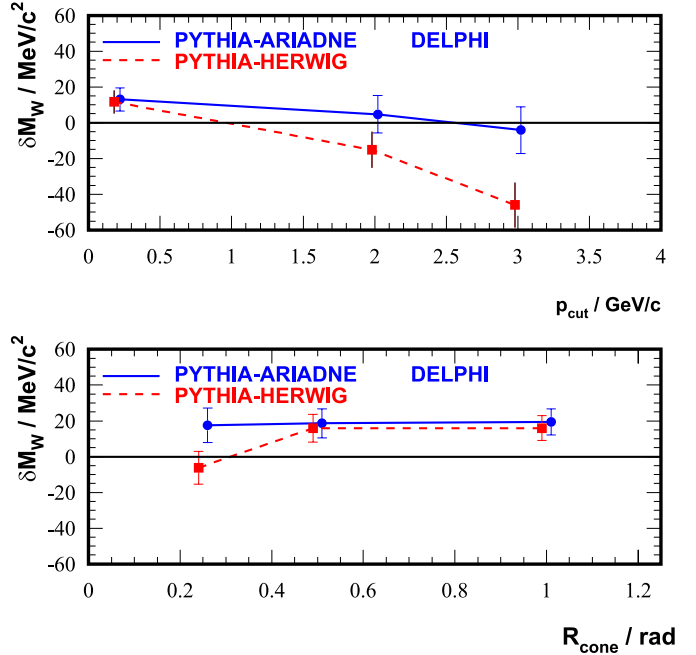 60
PYTHIA-ARIADNE DELPHI
40
PYTHIA-HERWIG
20
0
-20
-40
-60
δM_W / MeV/c²
0 0.5 1 1.5 2 2.5 3 3.5 4
p_cut / GeV/c
60
PYTHIA-ARIADNE DELPHI
40
PYTHIA-HERWIG
20
0
-20
-40
-60
δM_W / MeV/c²
0 0.2 0.4 0.6 0.8 1 1.2
R_cone / rad